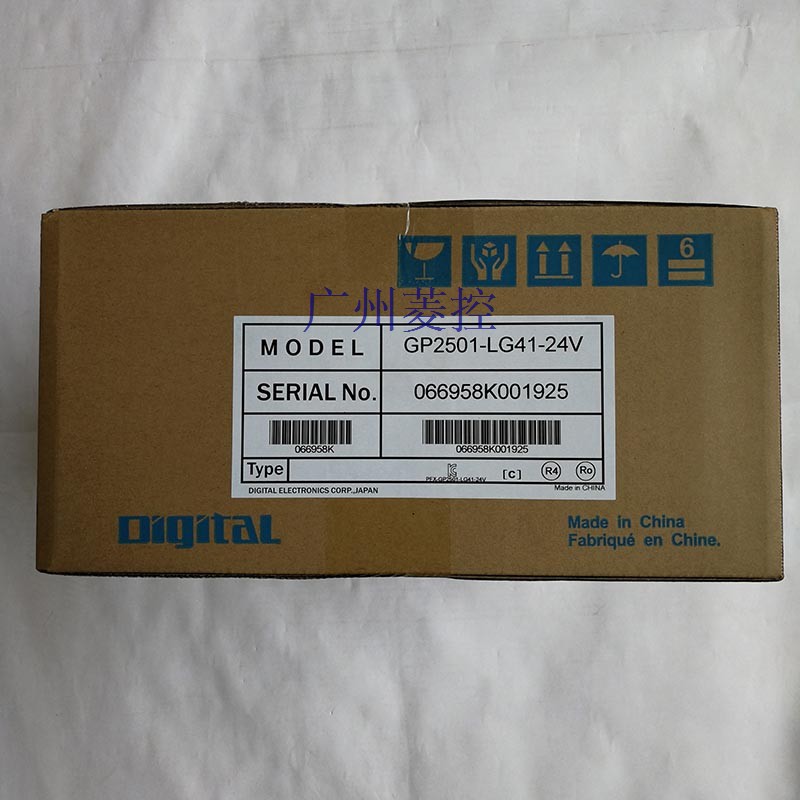 6
广州菱控
MODEL GP2501-LG41-24V
SERIAL No. 066958K001925
066958K 066958K001925
Type PFX-GP2501-LG41-24V [C] R4 Ro
DIGITAL ELECTRONICS CORP.,JAPAN Made in CHINA
Digital
Made in China
Fabriqué en Chine.